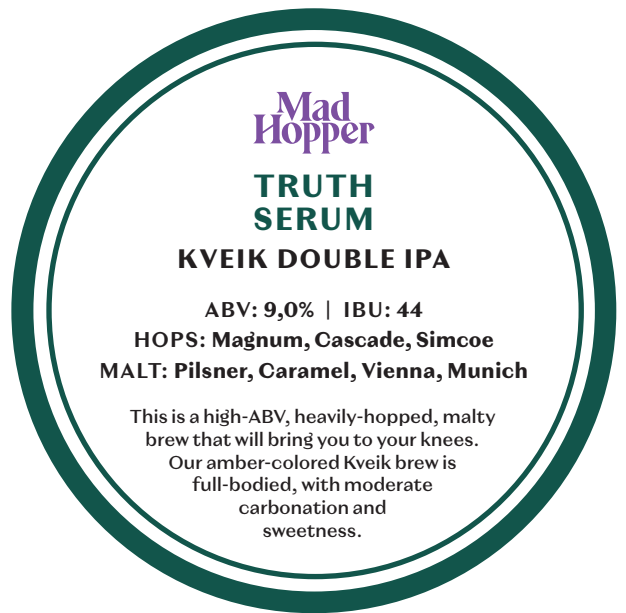 Mad
Hopper
TRUTH
SERUM
KVEIK DOUBLE IPA
ABV: 9,0% | IBU: 44
HOPS: Magnum, Cascade, Simcoe
MALT: Pilsner, Caramel, Vienna, Munich
This is a high-ABV, heavily-hopped, malty
brew that will bring you to your knees.
Our amber-colored Kveik brew is
full-bodied, with moderate
carbonation and
sweetness.